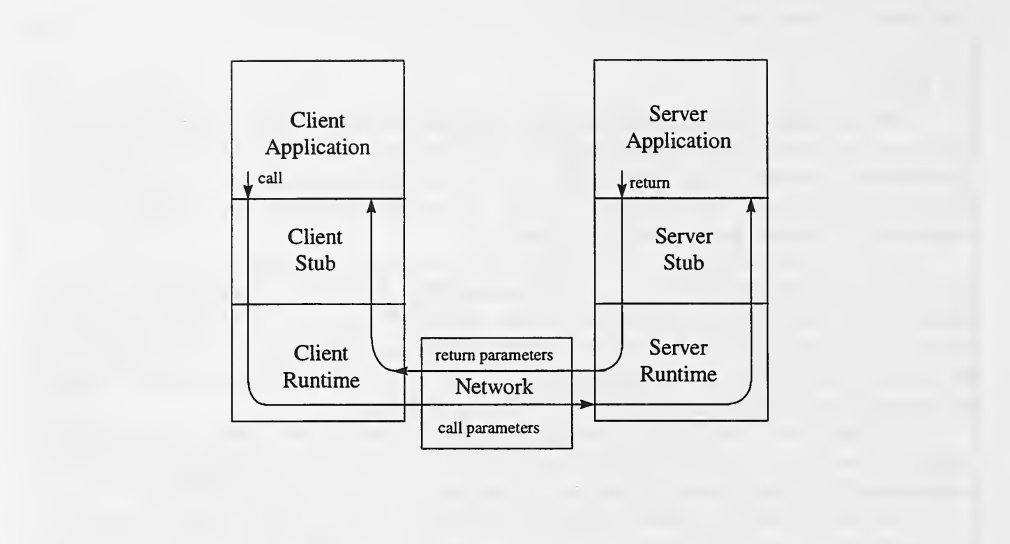 Client
Application
call
Client
Stub
Client
Runtime
return parameters
Network
call parameters
Server
Application
return
Server
Stub
Server
Runtime